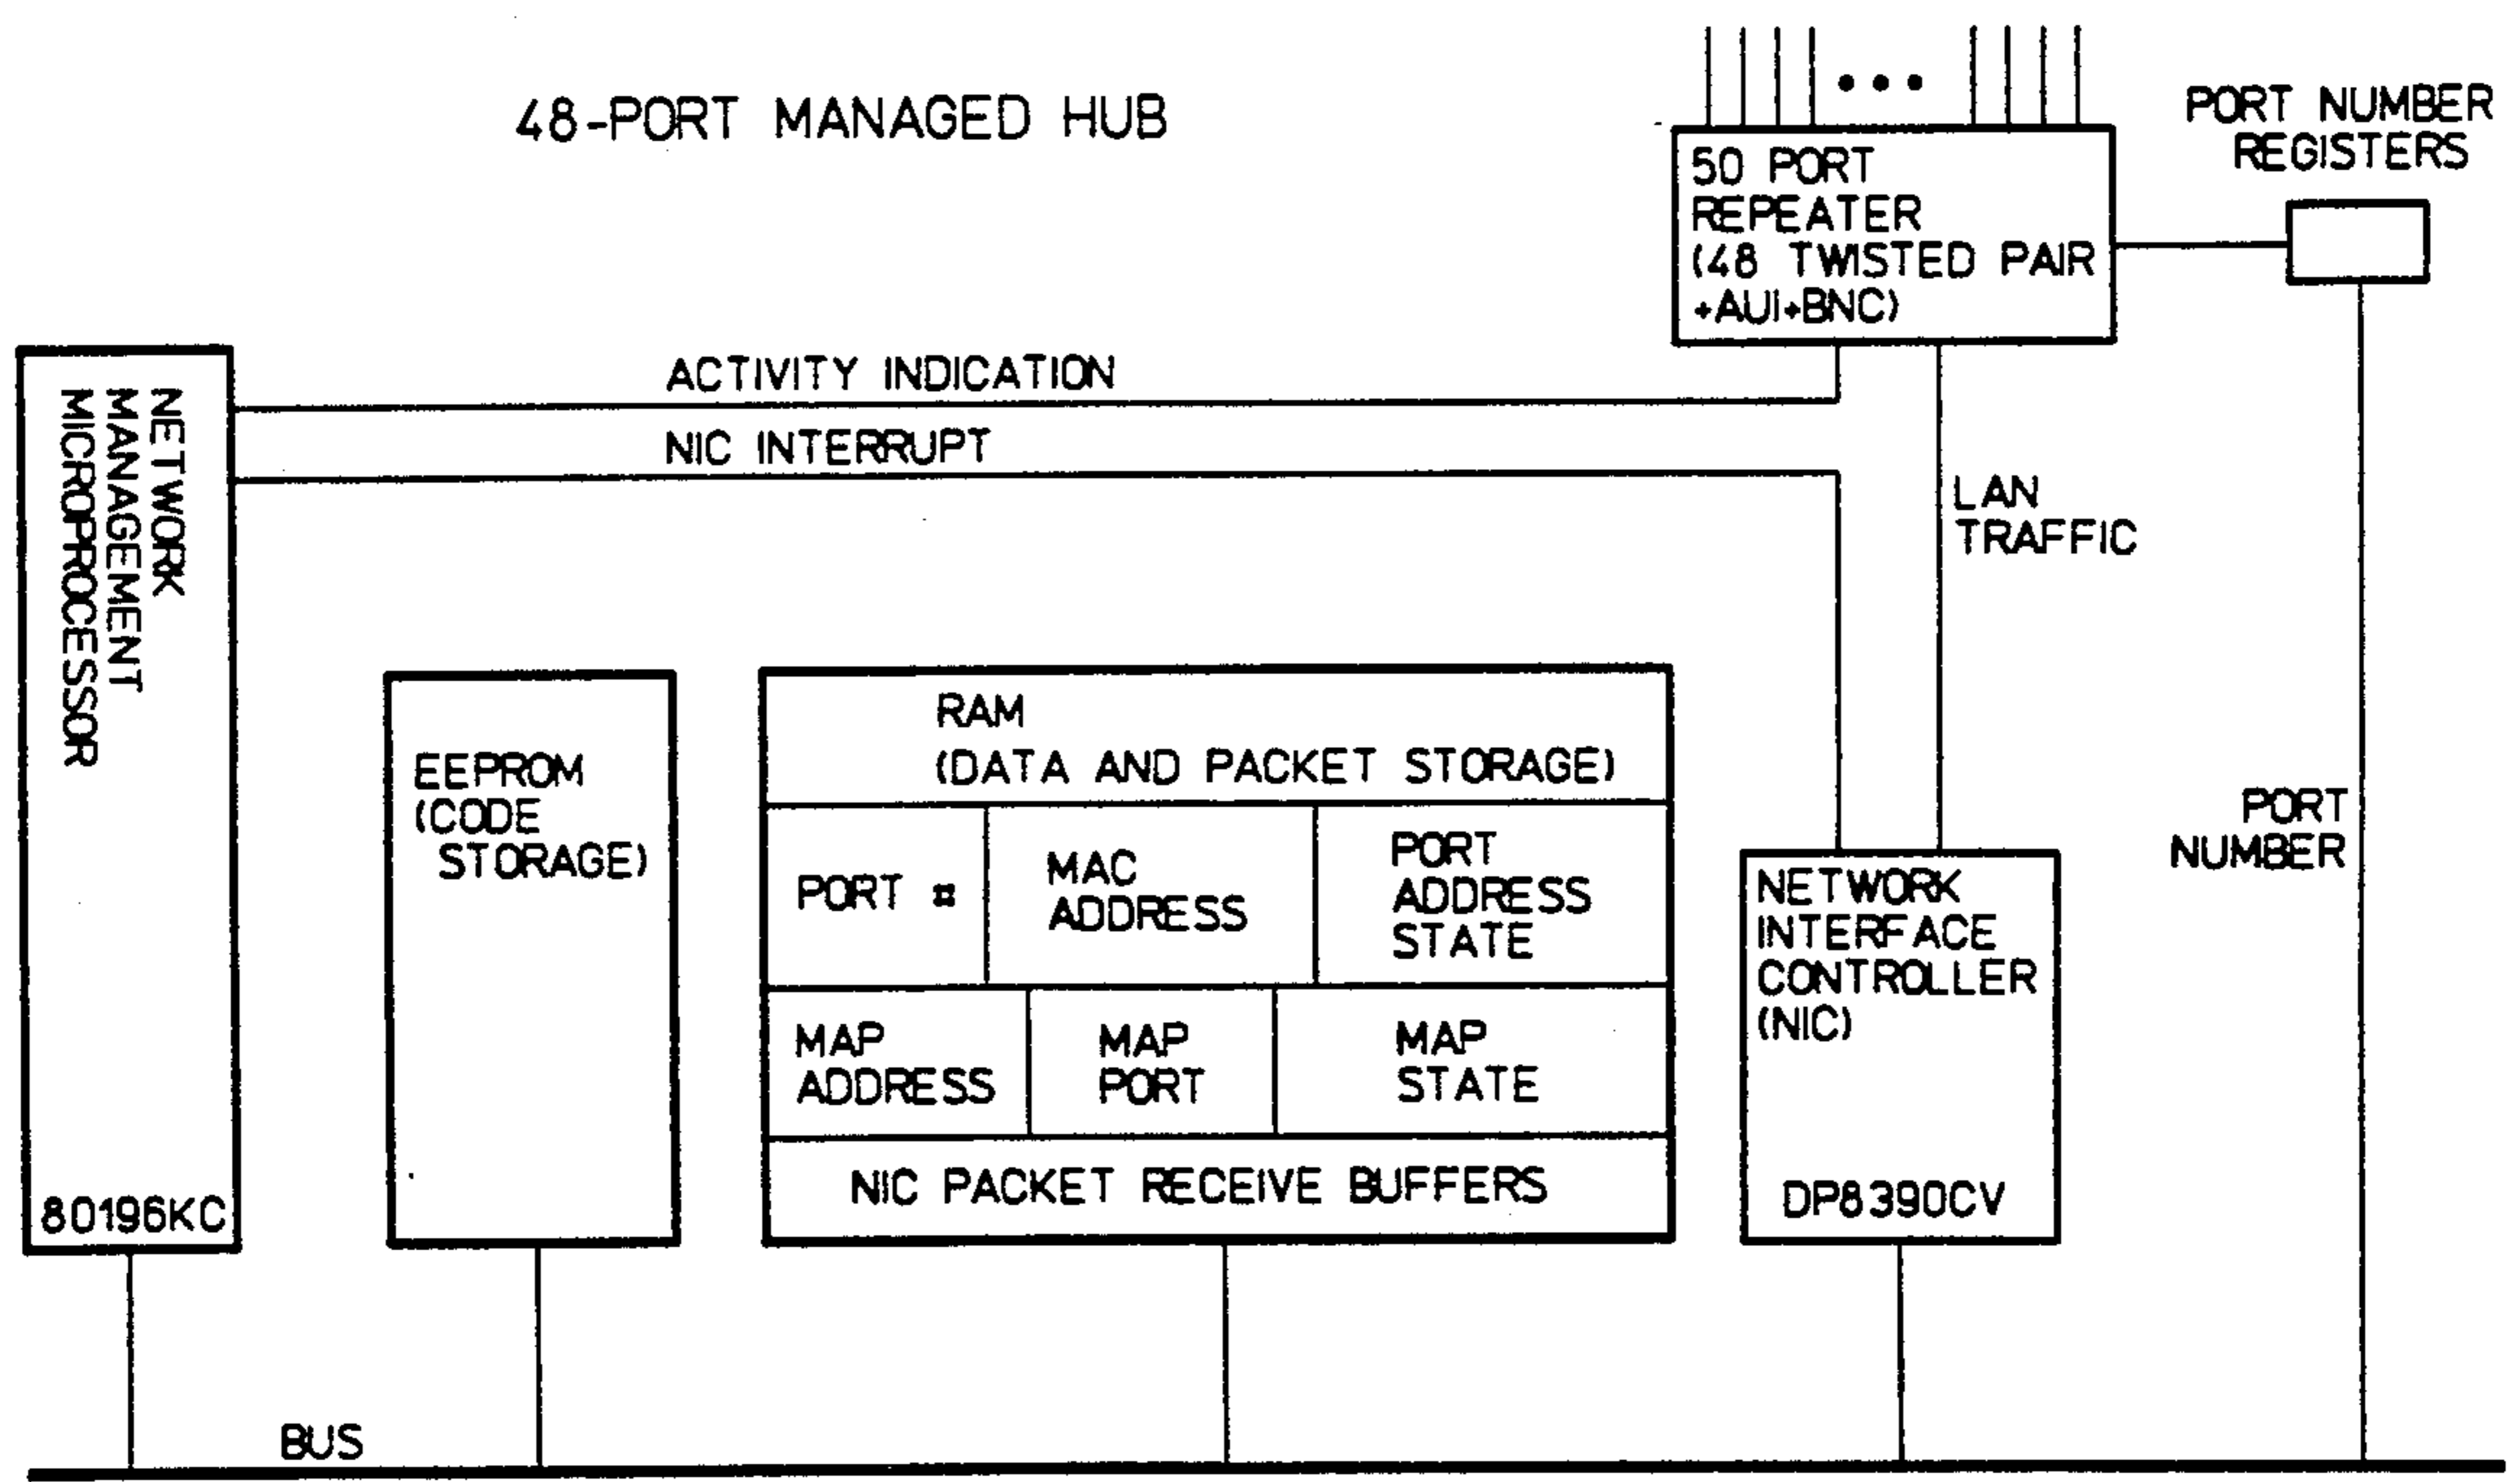 48-PORT MANAGED HUB
PORT NUMBER
REGISTERS
50 PORT
REPEATER
(48 TWISTED PAIR
+AUI+BNC)
ACTIVITY INDICATION
NIC INTERRUPT
LAN
TRAFFIC
NETWORK
MANAGEMENT
MICROPROCESSOR
80196KC
EEPROM
(CODE
STORAGE)
RAM
(DATA AND PACKET STORAGE)
PORT #
MAC
ADDRESS
PORT
ADDRESS
STATE
MAP
ADDRESS
MAP
PORT
MAP
STATE
NIC PACKET RECEIVE BUFFERS
NETWORK
INTERFACE
CONTROLLER
(NIC)
DP8390CV
PORT
NUMBER
BUS